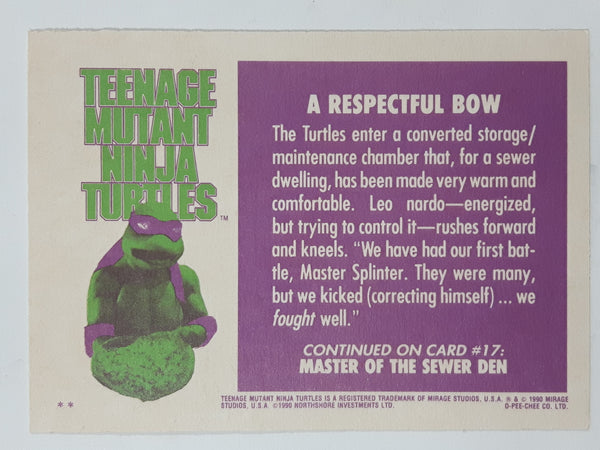 TEENAGE
MUTANT
NINJA
TURTLES™
A RESPECTFUL BOW
The Turtles enter a converted storage/
maintenance chamber that, for a sewer
dwelling, has been made very warm and
comfortable. Leo nardo—energized,
but trying to control it—rushes forward
and kneels. “We have had our first bat-
tle, Master Splinter. They were many,
but we kicked (correcting himself) ... we
fought well.”
CONTINUED ON CARD #17:
MASTER OF THE SEWER DEN
TEENAGE MUTANT NINJA TURTLES IS A REGISTERED TRADEMARK OF MIRAGE STUDIOS, U.S.A. ® & © 1990 MIRAGE
STUDIOS, U.S.A. ©1990 NORTHSHORE INVESTMENTS LTD. O-PEE-CHEE CO. LTD.
* *